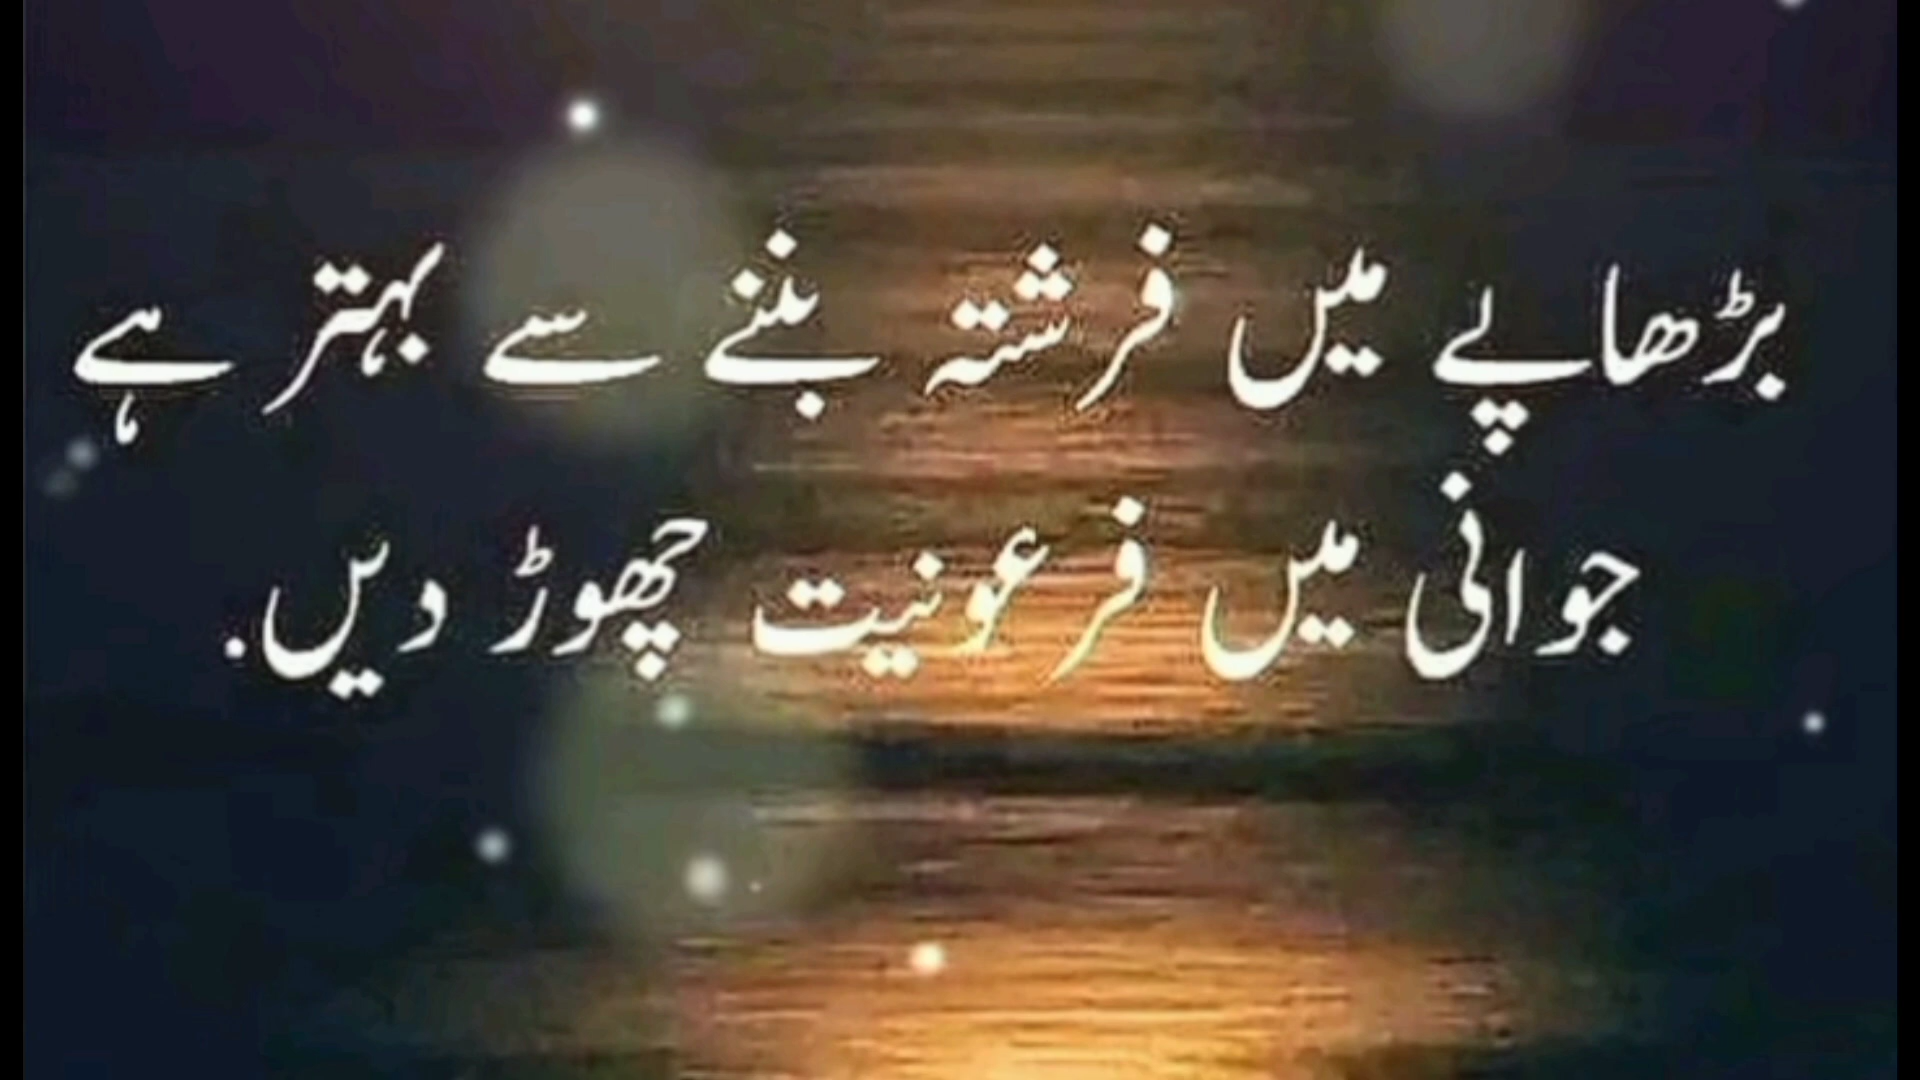 بڑھاپے میں فرشتہ بننے سے بہتر ہے
جوانی میں فرعونیت چھوڑ دیں.